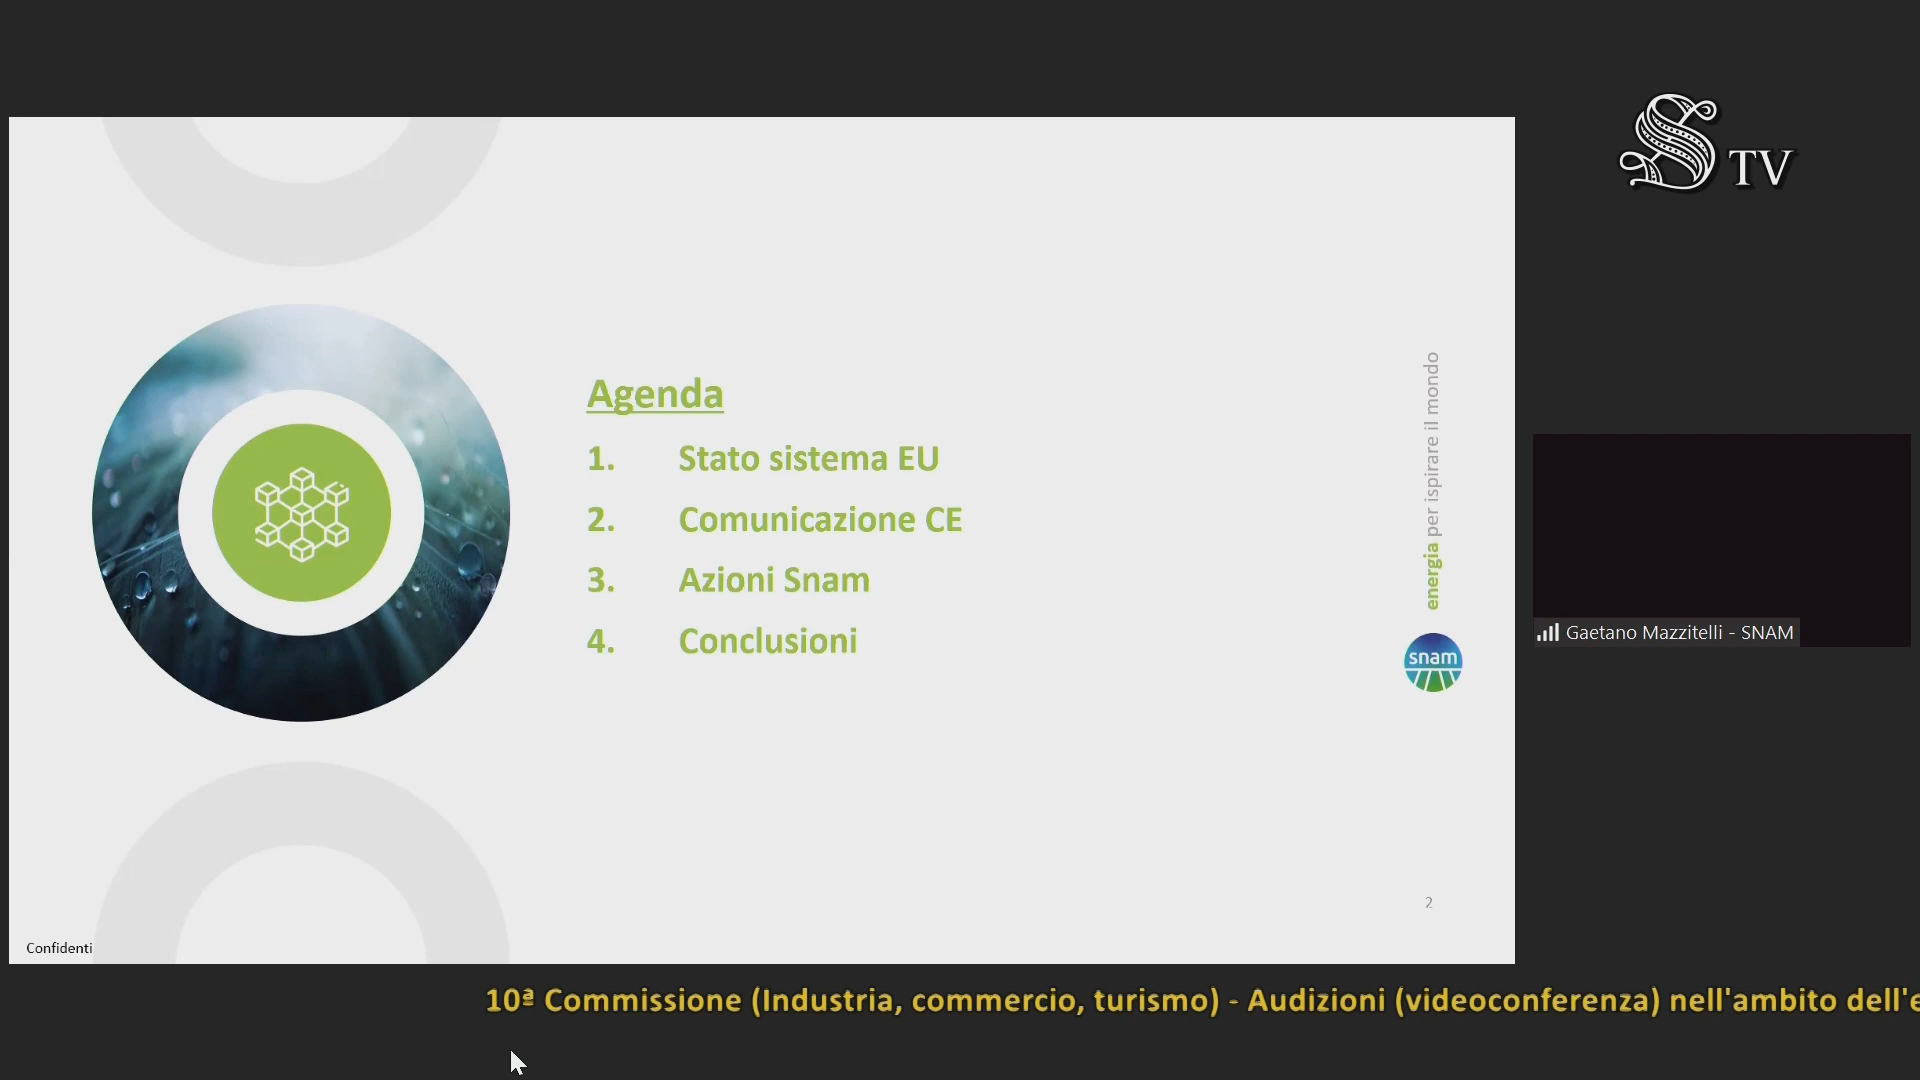 S TV
Agenda
1. Stato sistema EU
2. Comunicazione CE
3. Azioni Snam
4. Conclusioni
energia per ispirare il mondo
snam
Gaetano Mazzitelli - SNAM
2
Confidenti
10ª Commissione (Industria, commercio, turismo) - Audizioni (videoconferenza) nell'ambito dell'e